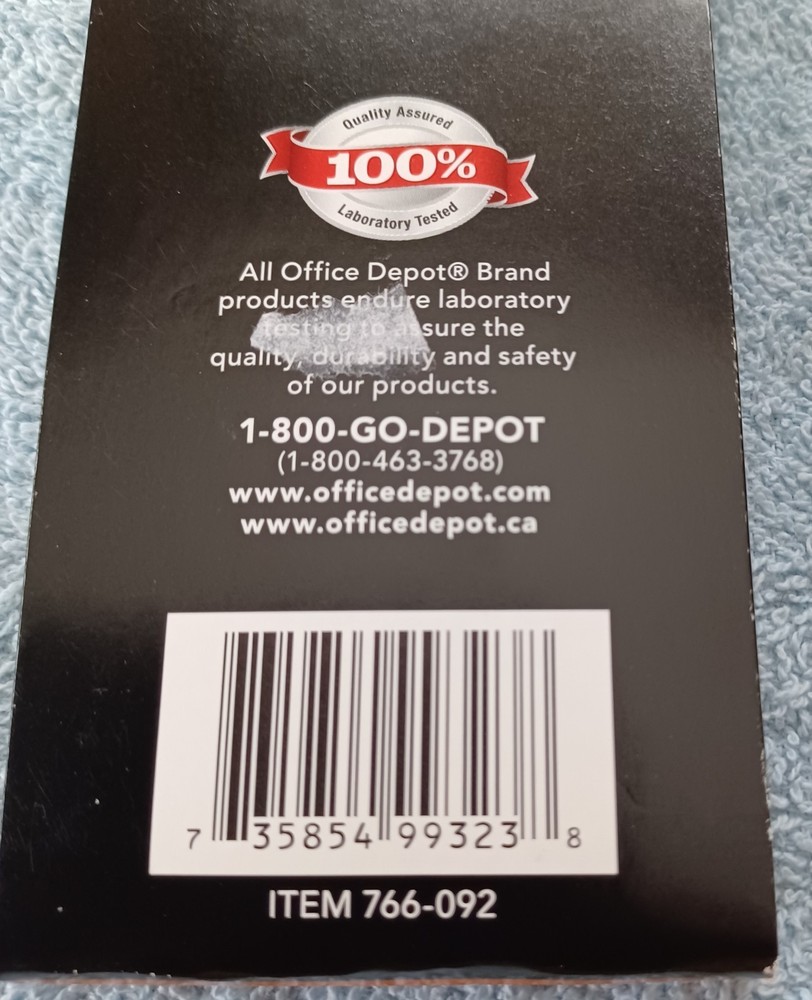 Quality Assured
100%
Laboratory Tested
All Office Depot® Brand
products endure laboratory
testing to assure the
quality, durability and safety
of our products.
1-800-GO-DEPOT
(1-800-463-3768)
www.officedepot.com
www.officedepot.ca
7 35854 99323 8
ITEM 766-092